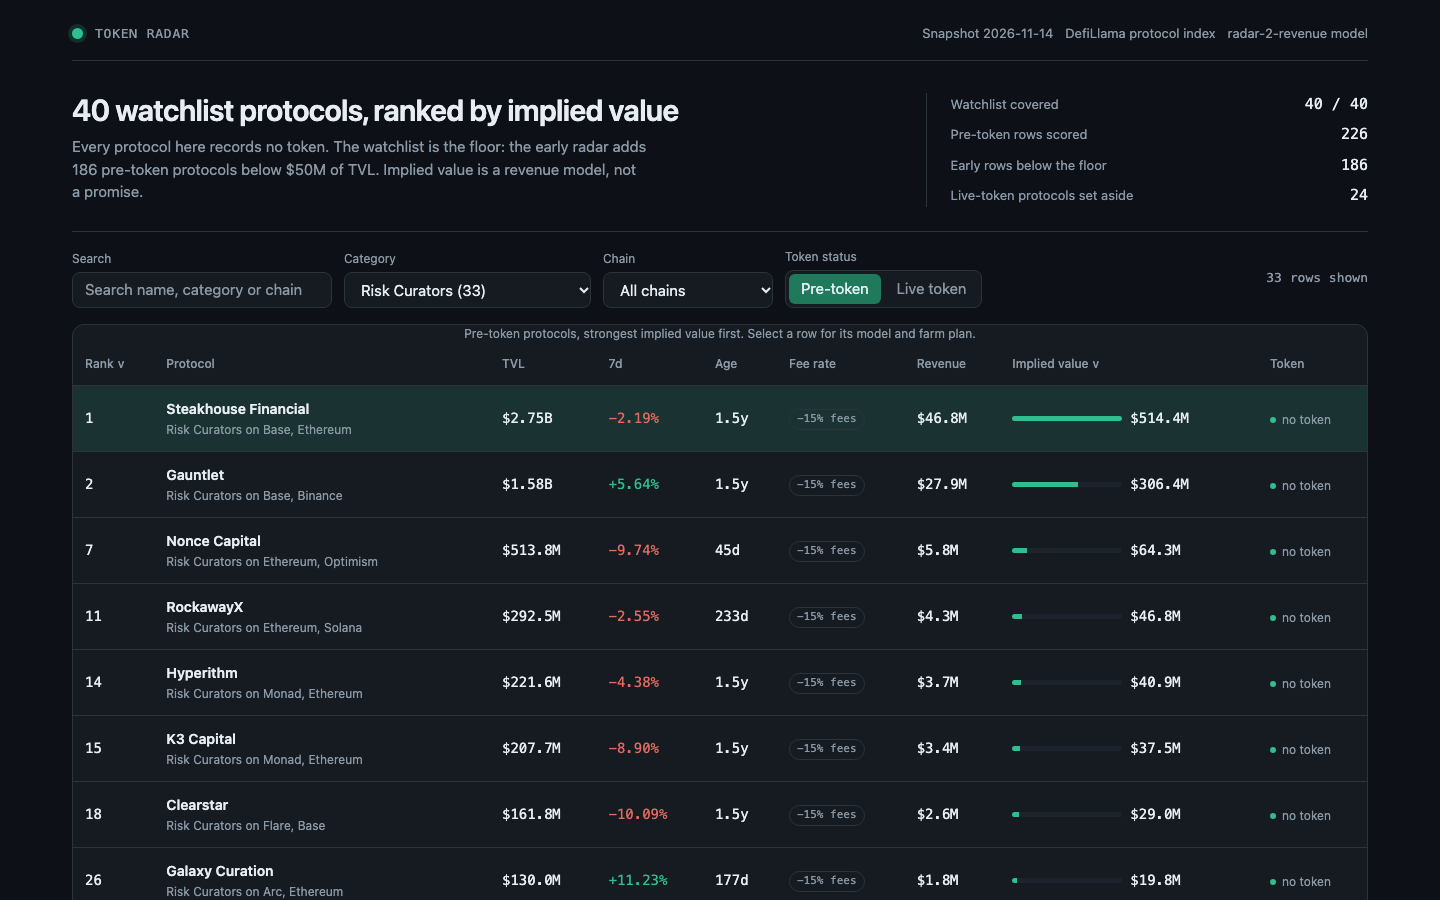 TOKEN RADAR
Snapshot 2026-11-14 DefiLlama protocol index radar-2-revenue model
40 watchlist protocols, ranked by implied value
Every protocol here records no token. The watchlist is the floor: the early radar adds
186 pre-token protocols below $50M of TVL. Implied value is a revenue model, not
a promise.
Watchlist covered 40 / 40
Pre-token rows scored 226
Early rows below the floor 186
Live-token protocols set aside 24
Search Category Chain Token status
Search name, category or chain Risk Curators (33) All chains Pre-token Live token
33 rows shown
Pre-token protocols, strongest implied value first. Select a row for its model and farm plan.
Rank v Protocol TVL 7d Age Fee rate Revenue Implied value v Token
1 Steakhouse Financial $2.75B −2.19% 1.5y ~15% fees $46.8M $514.4M no token
Risk Curators on Base, Ethereum
2 Gauntlet $1.58B +5.64% 1.5y ~15% fees $27.9M $306.4M no token
Risk Curators on Base, Binance
7 Nonce Capital $513.8M −9.74% 45d ~15% fees $5.8M $64.3M no token
Risk Curators on Ethereum, Optimism
11 RockawayX $292.5M −2.55% 233d ~15% fees $4.3M $46.8M no token
Risk Curators on Ethereum, Solana
14 Hyperithm $221.6M −4.38% 1.5y ~15% fees $3.7M $40.9M no token
Risk Curators on Monad, Ethereum
15 K3 Capital $207.7M −8.90% 1.5y ~15% fees $3.4M $37.5M no token
Risk Curators on Monad, Ethereum
18 Clearstar $161.8M −10.09% 1.5y ~15% fees $2.6M $29.0M no token
Risk Curators on Flare, Base
26 Galaxy Curation $130.0M +11.23% 177d ~15% fees $1.8M $19.8M no token
Risk Curators on Arc, Ethereum